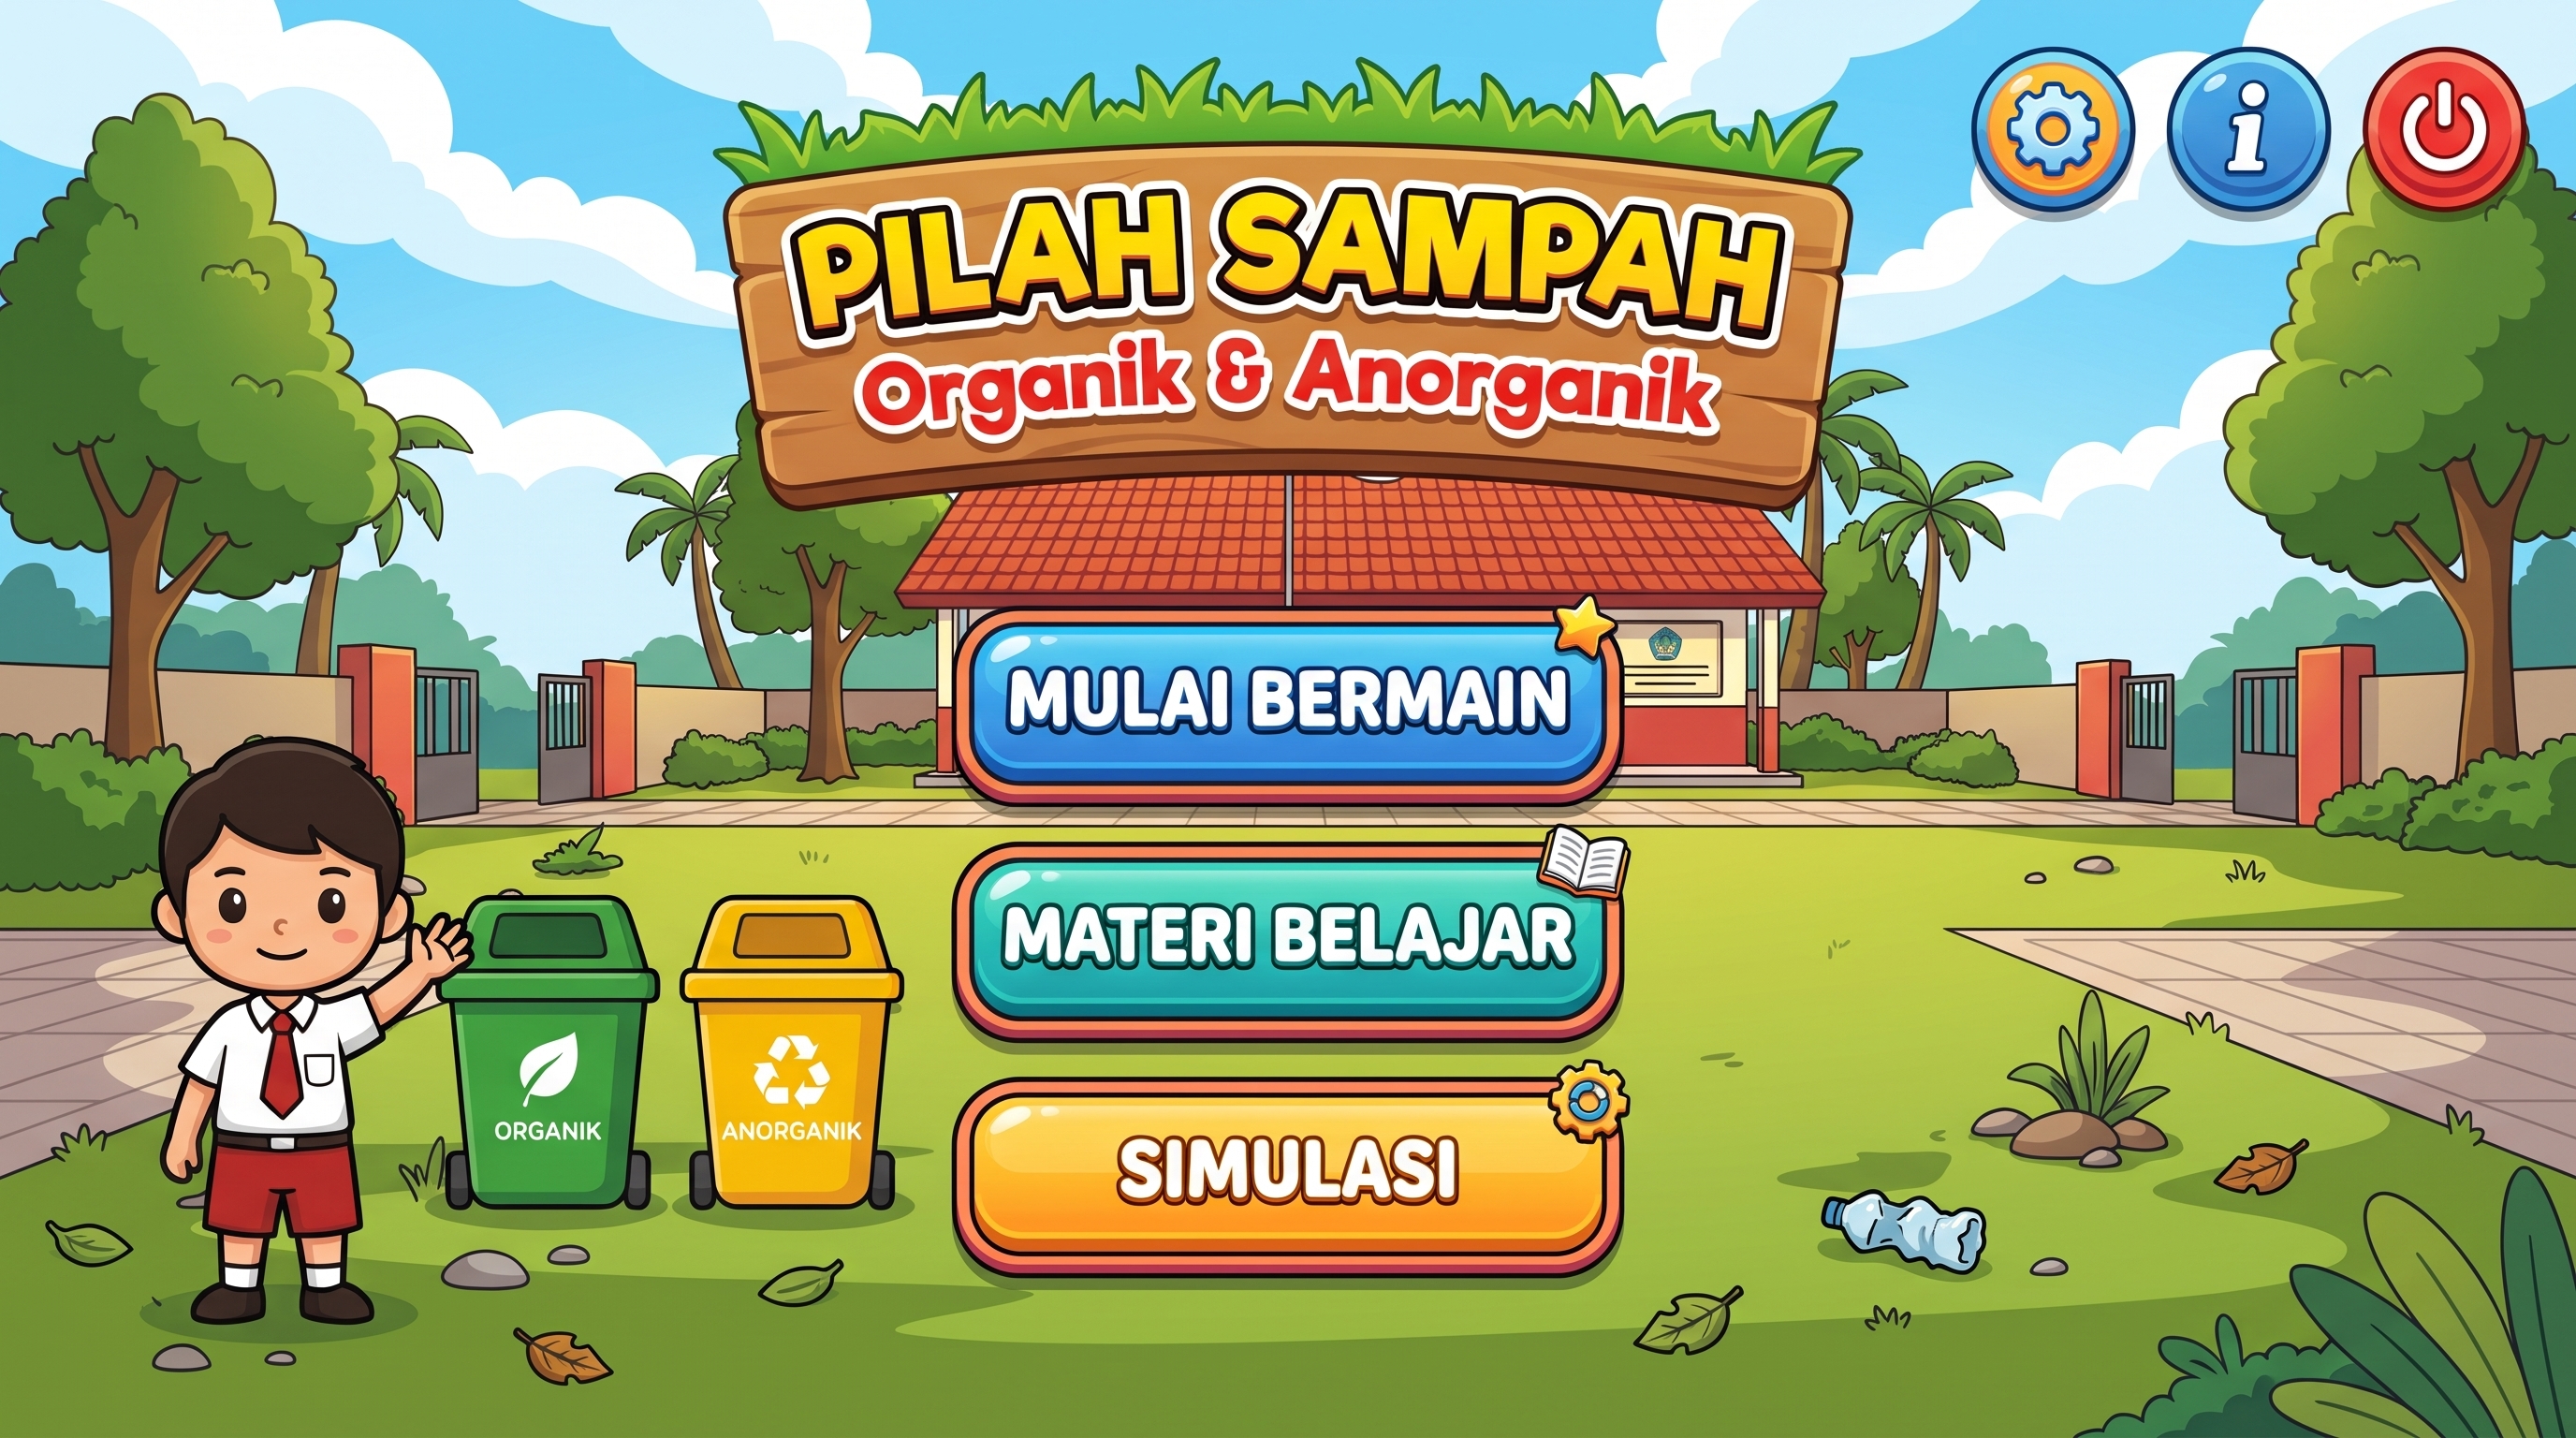 PILAH SAMPAH
Organik & Anorganik
MULAI BERMAIN
MATERI BELAJAR
SIMULASI
ORGANIK
ANORGANIK